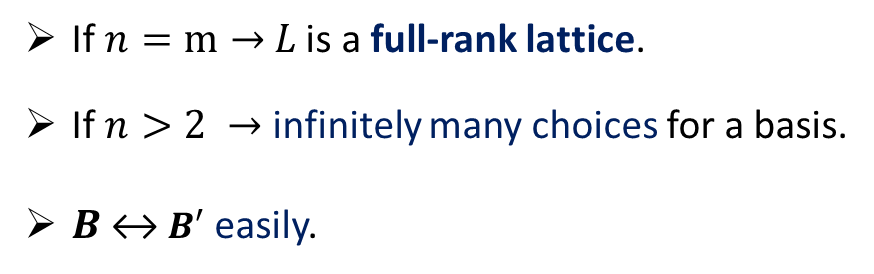 ➢ If n = m → L is a full-rank lattice.
➢ If n > 2 → infinitely many choices for a basis.
➢ B ↔ B′ easily.